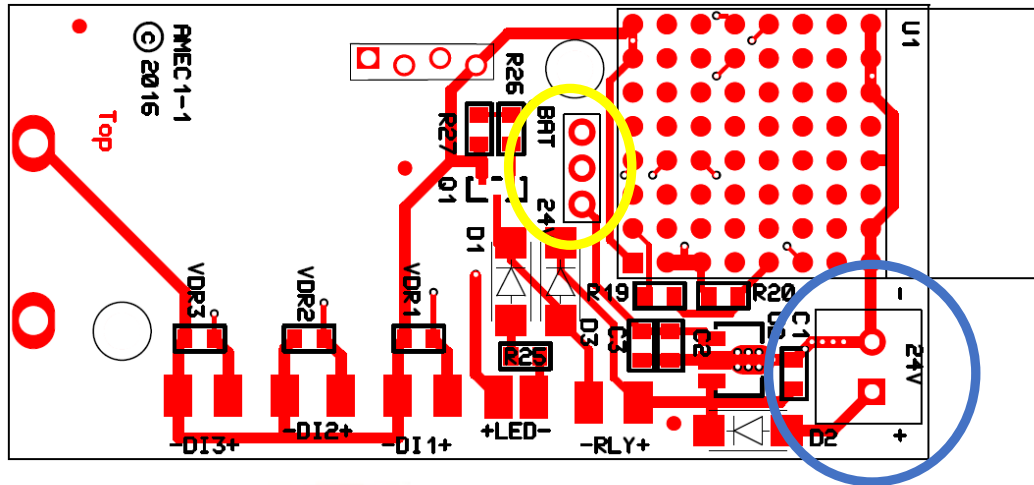 AMEC1-1
© 2016
Top
U1
R26
R27
BAT
24V
Q1
D1
D3
VDR3
VDR2
VDR1
R19
R20
C3
C2
C1
R25
-
24V
+
D2
-DI3+
-DI2+
-DI1+
+LED-
-RLY+